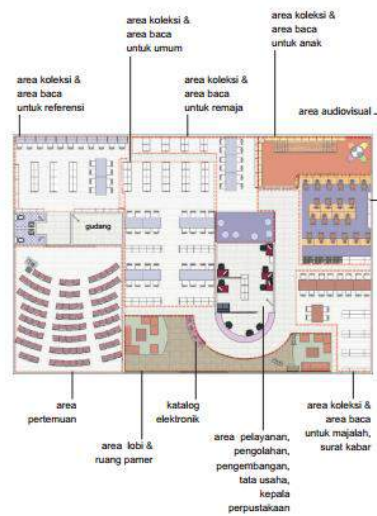 area koleksi &
area baca
untuk umum
area koleksi &
area baca
untuk anak
area koleksi &
area baca
untuk referensi
area koleksi &
area baca
untuk remaja
area audiovisual
gudang
area
pertemuan
area lobi &
ruang pamer
katalog
elektronik
area pelayanan,
pengolahan,
pengembangan,
tata usaha,
kepala
perpustakaan
area koleksi &
area baca
untuk majalah,
surat kabar